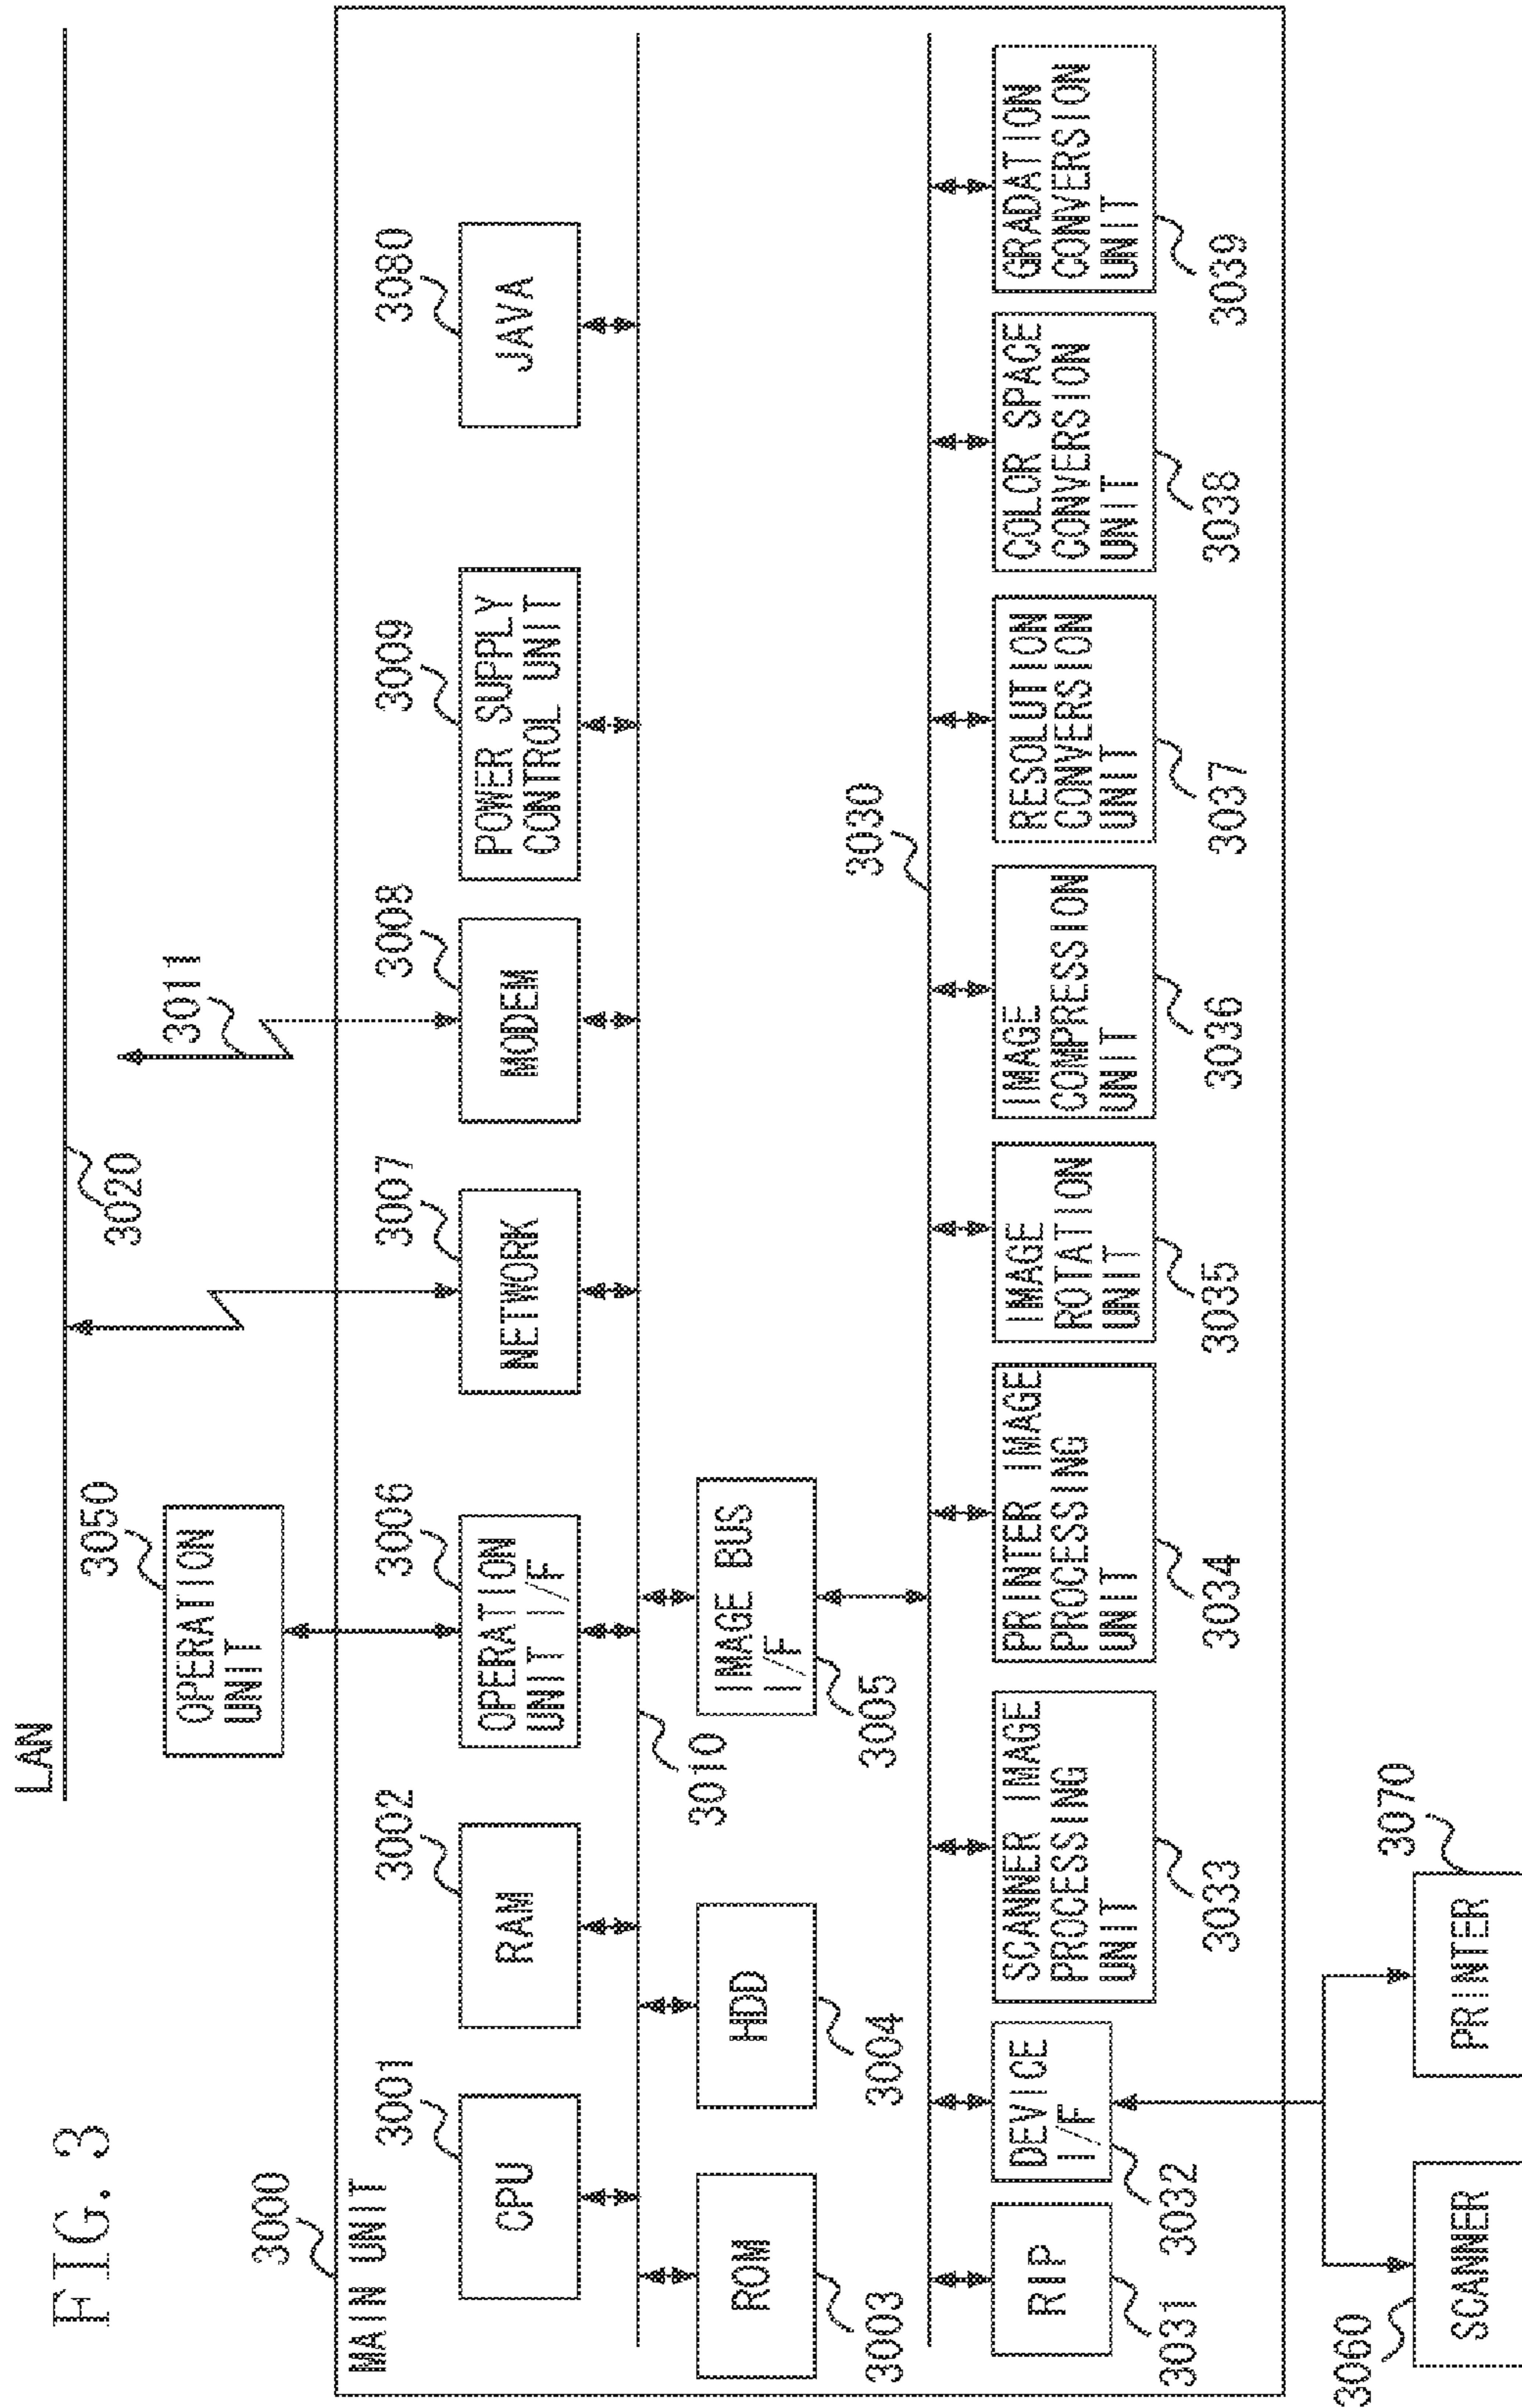 FIG. 3
LAN
3020
3011
3050
OPERATION
UNIT
3000
MAIN UNIT
3001
CPU
3002
RAM
3006
OPERATION
UNIT I/F
3007
NETWORK
3008
MODEM
3009
POWER SUPPLY
CONTROL UNIT
3080
JAVA
3010
ROM
3003
HDD
3004
IMAGE BUS
I/F
3005
3030
RIP
3031
DEVICE
I/F
3032
SCANNER IMAGE
PROCESSING
UNIT
3033
PRINTER IMAGE
PROCESSING
UNIT
3034
IMAGE
ROTATION
UNIT
3035
IMAGE
COMPRESSION
UNIT
3036
RESOLUTION
CONVERSION
UNIT
3037
COLOR SPACE
CONVERSION
UNIT
3038
GRADATION
CONVERSION
UNIT
3039
3060
SCANNER
3070
PRINTER